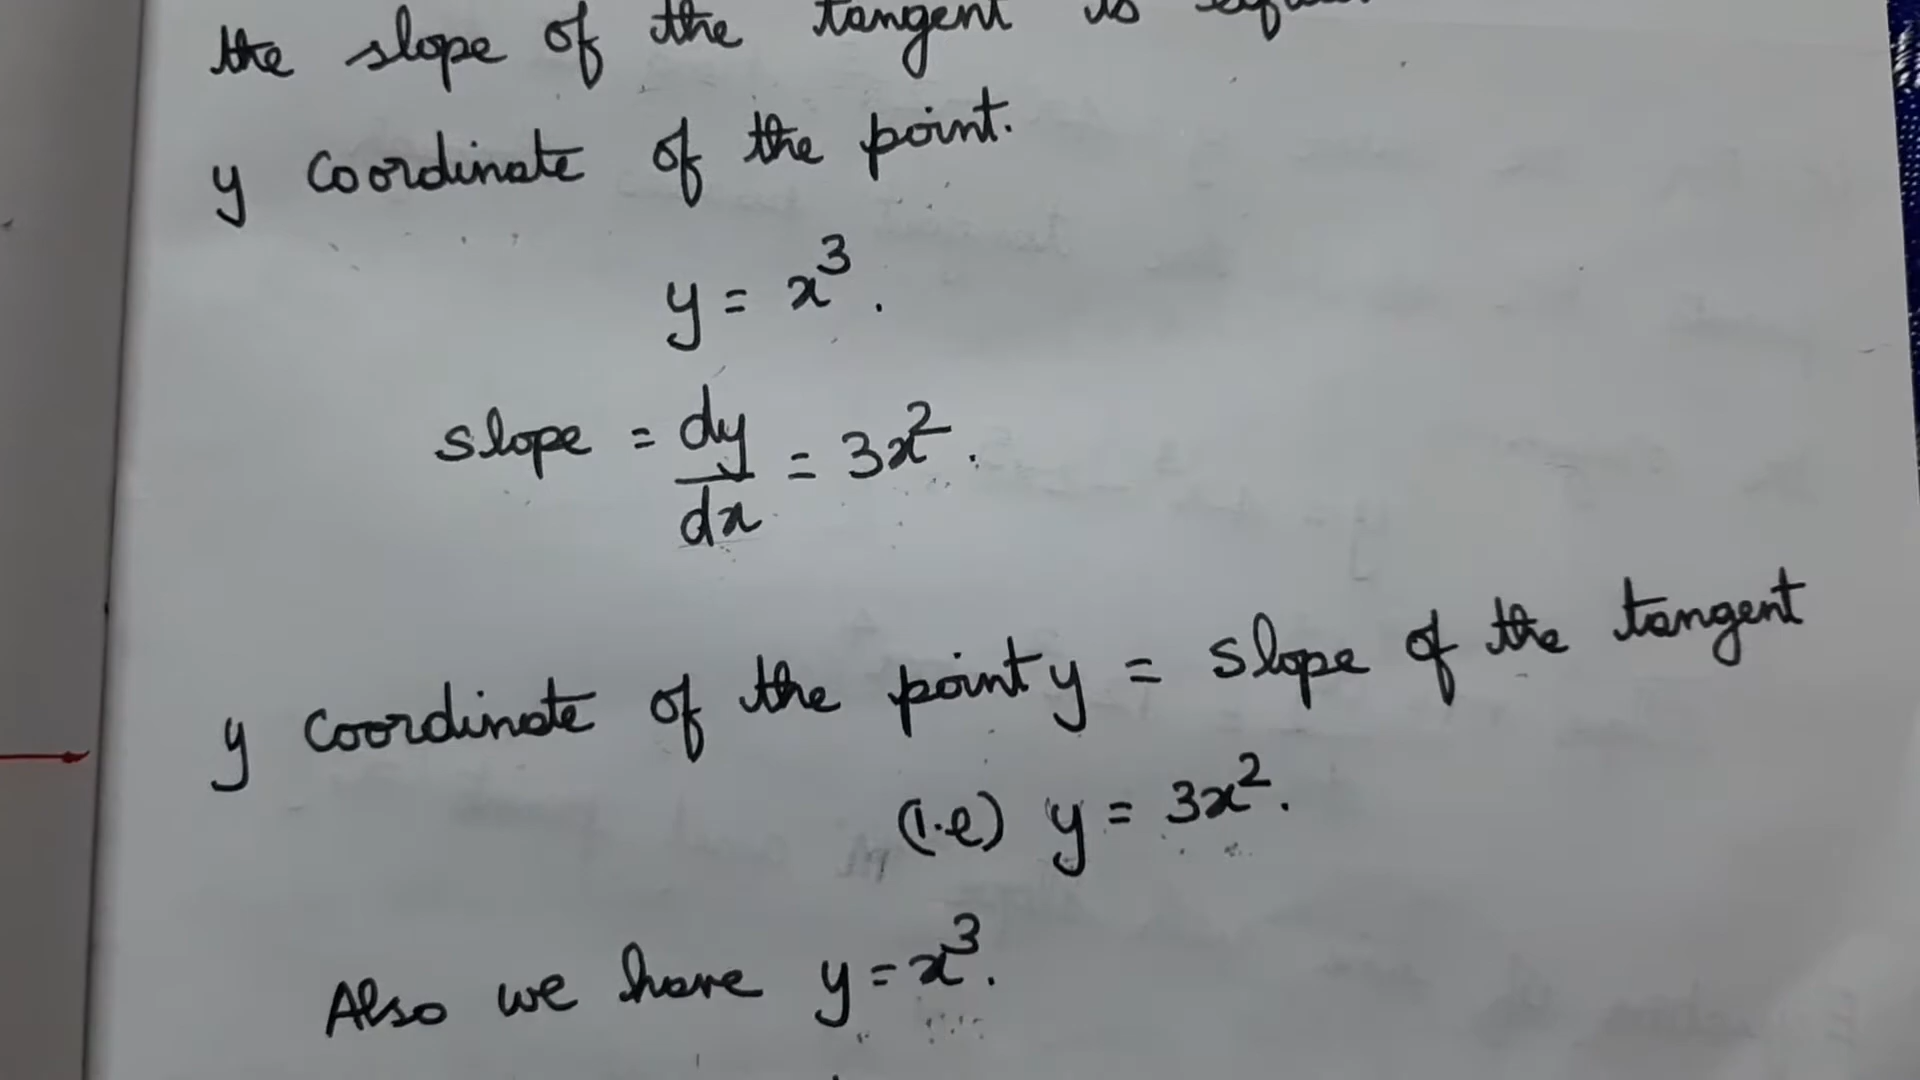 the slope of the tangent is
y coordinate of the point.
y = x³.
slope = dy/dx = 3x².
y coordinate of the point y = slope of the tangent
(i.e) y = 3x².
Also we have y = x³.